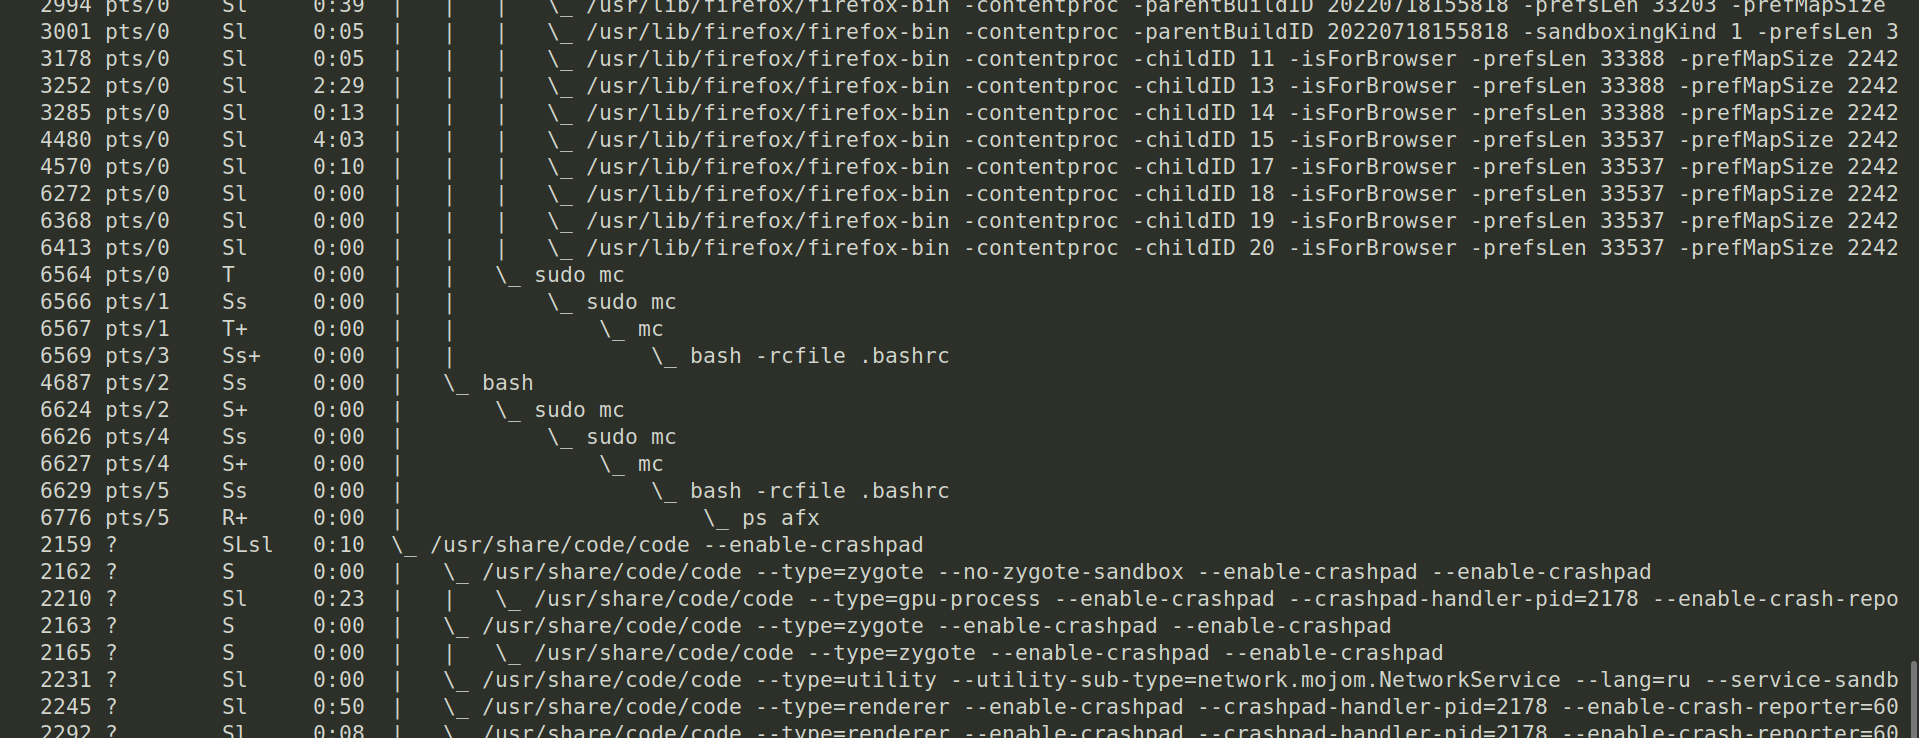 2994 pts/0    Sl     0:39  |   |   |   \_ /usr/lib/firefox/firefox-bin -contentproc -parentBuildID 20220718155818 -prefsLen 33203 -prefMapSize
3001 pts/0    Sl     0:05  |   |   |   \_ /usr/lib/firefox/firefox-bin -contentproc -parentBuildID 20220718155818 -sandboxingKind 1 -prefsLen 3
3178 pts/0    Sl     0:05  |   |   |   \_ /usr/lib/firefox/firefox-bin -contentproc -childID 11 -isForBrowser -prefsLen 33388 -prefMapSize 2242
3252 pts/0    Sl     2:29  |   |   |   \_ /usr/lib/firefox/firefox-bin -contentproc -childID 13 -isForBrowser -prefsLen 33388 -prefMapSize 2242
3285 pts/0    Sl     0:13  |   |   |   \_ /usr/lib/firefox/firefox-bin -contentproc -childID 14 -isForBrowser -prefsLen 33388 -prefMapSize 2242
4480 pts/0    Sl     4:03  |   |   |   \_ /usr/lib/firefox/firefox-bin -contentproc -childID 15 -isForBrowser -prefsLen 33537 -prefMapSize 2242
4570 pts/0    Sl     0:10  |   |   |   \_ /usr/lib/firefox/firefox-bin -contentproc -childID 17 -isForBrowser -prefsLen 33537 -prefMapSize 2242
6272 pts/0    Sl     0:00  |   |   |   \_ /usr/lib/firefox/firefox-bin -contentproc -childID 18 -isForBrowser -prefsLen 33537 -prefMapSize 2242
6368 pts/0    Sl     0:00  |   |   |   \_ /usr/lib/firefox/firefox-bin -contentproc -childID 19 -isForBrowser -prefsLen 33537 -prefMapSize 2242
6413 pts/0    Sl     0:00  |   |   |   \_ /usr/lib/firefox/firefox-bin -contentproc -childID 20 -isForBrowser -prefsLen 33537 -prefMapSize 2242
6564 pts/0    T      0:00  |   |   \_ sudo mc
6566 pts/1    Ss     0:00  |   |       \_ sudo mc
6567 pts/1    T+     0:00  |   |           \_ mc
6569 pts/3    Ss+    0:00  |   |               \_ bash -rcfile .bashrc
4687 pts/2    Ss     0:00  |   \_ bash
6624 pts/2    S+     0:00  |       \_ sudo mc
6626 pts/4    Ss     0:00  |           \_ sudo mc
6627 pts/4    S+     0:00  |               \_ mc
6629 pts/5    Ss     0:00  |                   \_ bash -rcfile .bashrc
6776 pts/5    R+     0:00  |                       \_ ps afx
2159 ?        SLsl   0:10  \_ /usr/share/code/code --enable-crashpad
2162 ?        S      0:00  |   \_ /usr/share/code/code --type=zygote --no-zygote-sandbox --enable-crashpad --enable-crashpad
2210 ?        Sl     0:23  |   |   \_ /usr/share/code/code --type=gpu-process --enable-crashpad --crashpad-handler-pid=2178 --enable-crash-repo
2163 ?        S      0:00  |   \_ /usr/share/code/code --type=zygote --enable-crashpad --enable-crashpad
2165 ?        S      0:00  |   |   \_ /usr/share/code/code --type=zygote --enable-crashpad --enable-crashpad
2231 ?        Sl     0:00  |   \_ /usr/share/code/code --type=utility --utility-sub-type=network.mojom.NetworkService --lang=ru --service-sandb
2245 ?        Sl     0:50  |   \_ /usr/share/code/code --type=renderer --enable-crashpad --crashpad-handler-pid=2178 --enable-crash-reporter=60
2292 ?        Sl     0:08  |   \_ /usr/share/code/code --type=renderer --enable-crashpad --crashpad-handler-pid=2178 --enable-crash-reporter=60